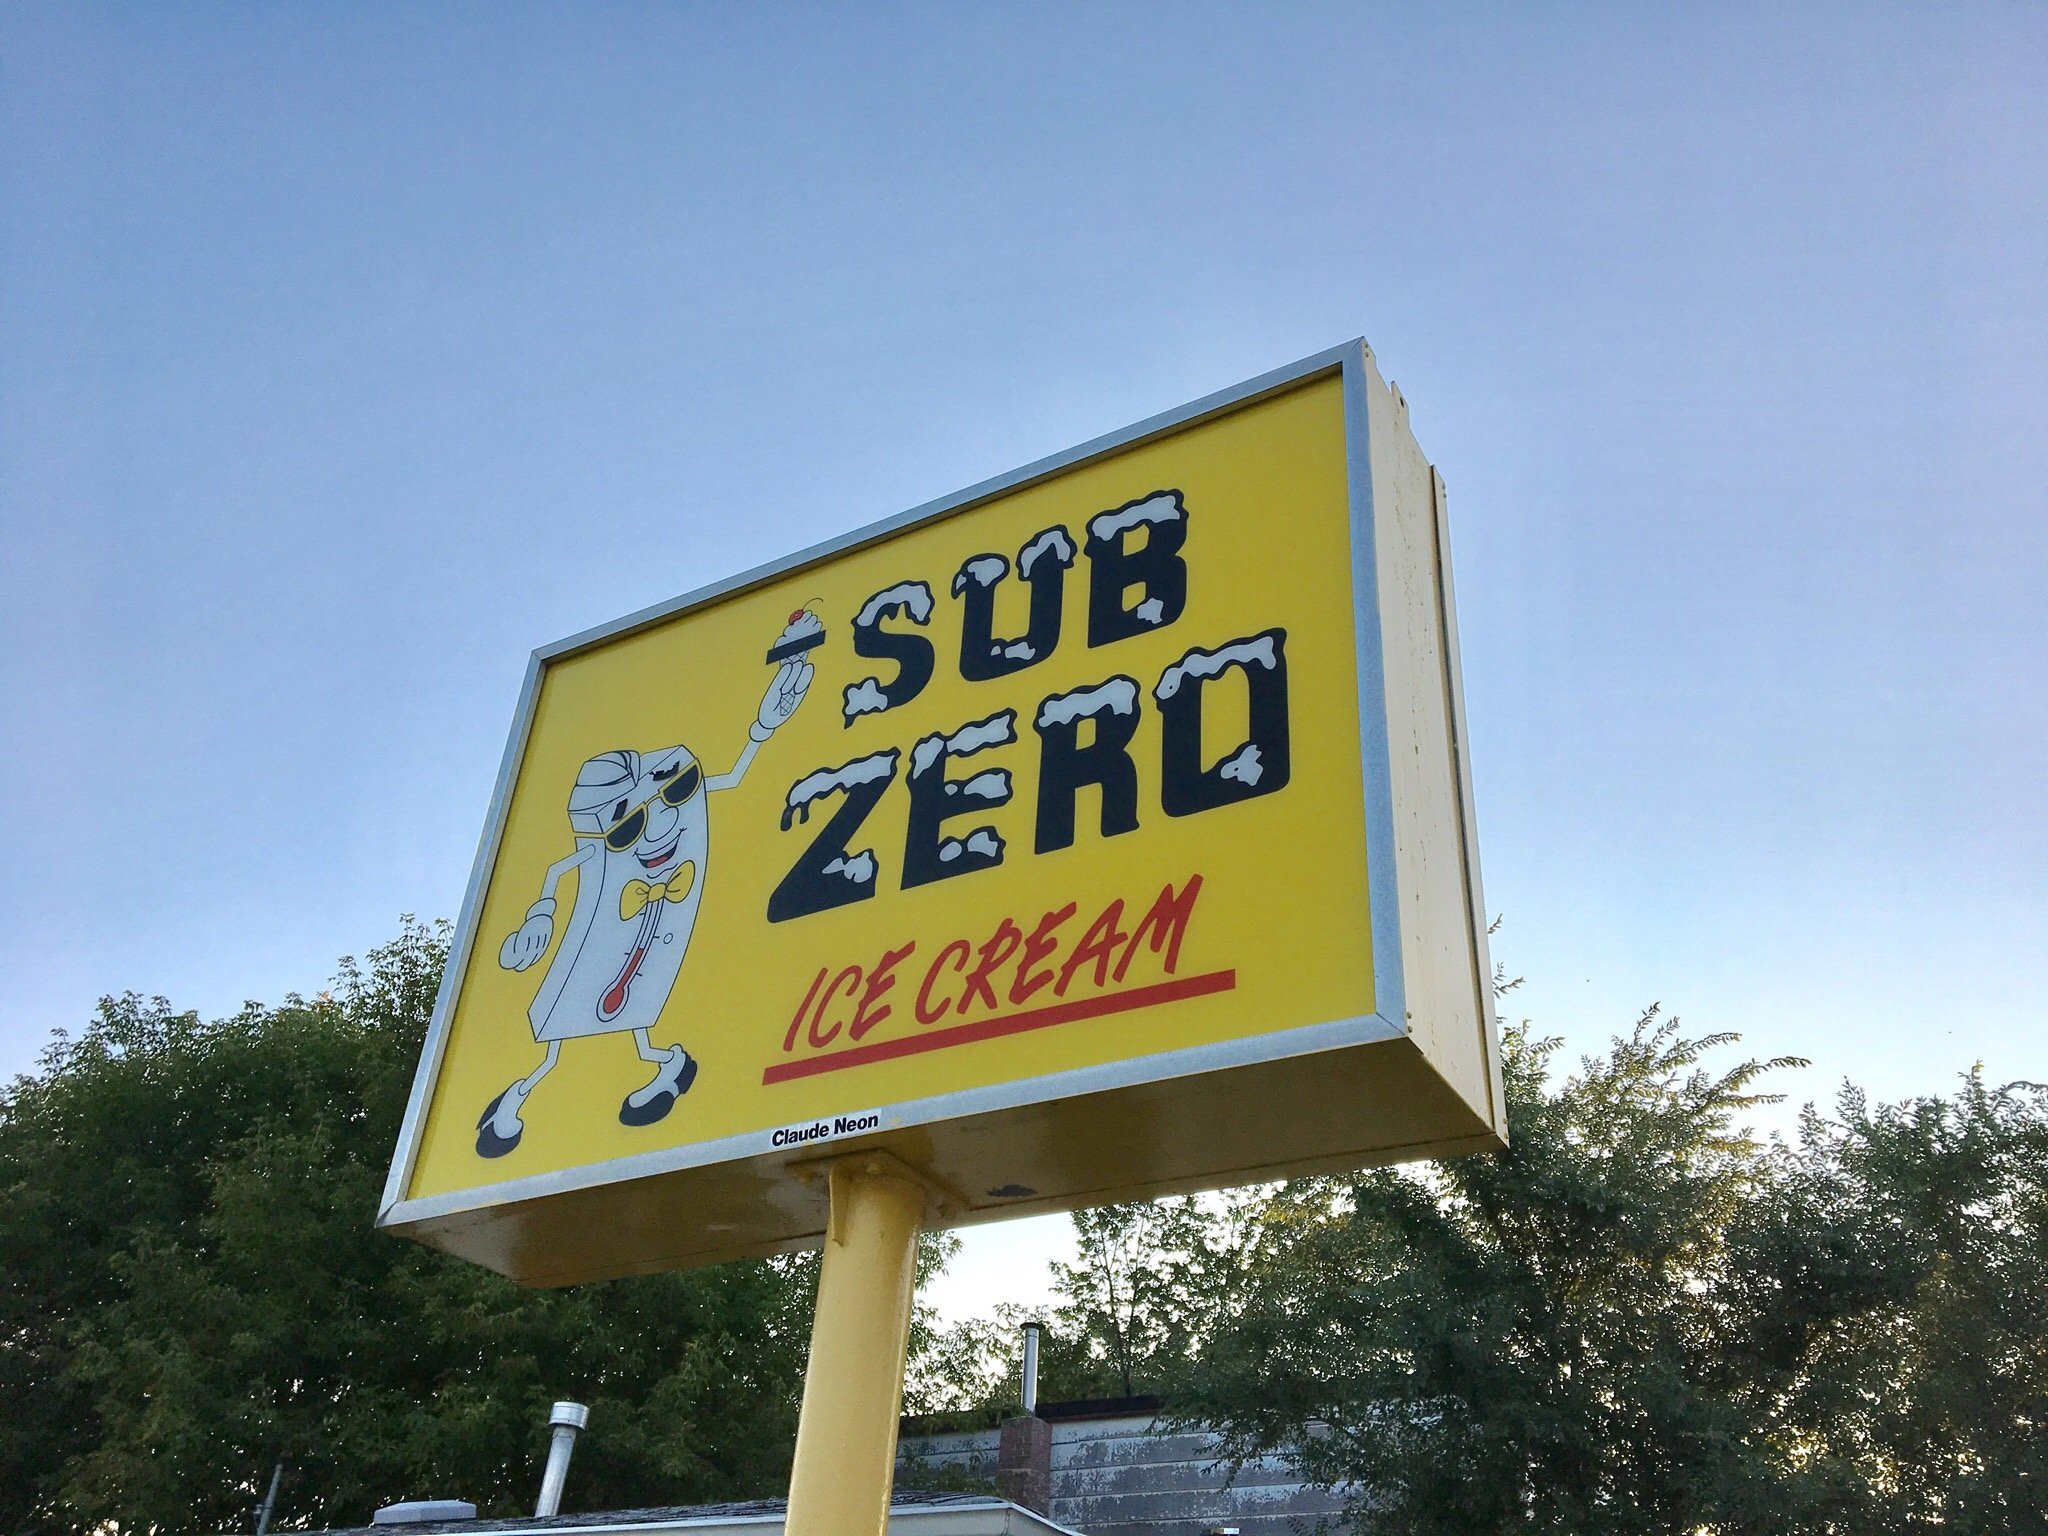 SUB
ZERO
ICE CREAM
Claude Neon